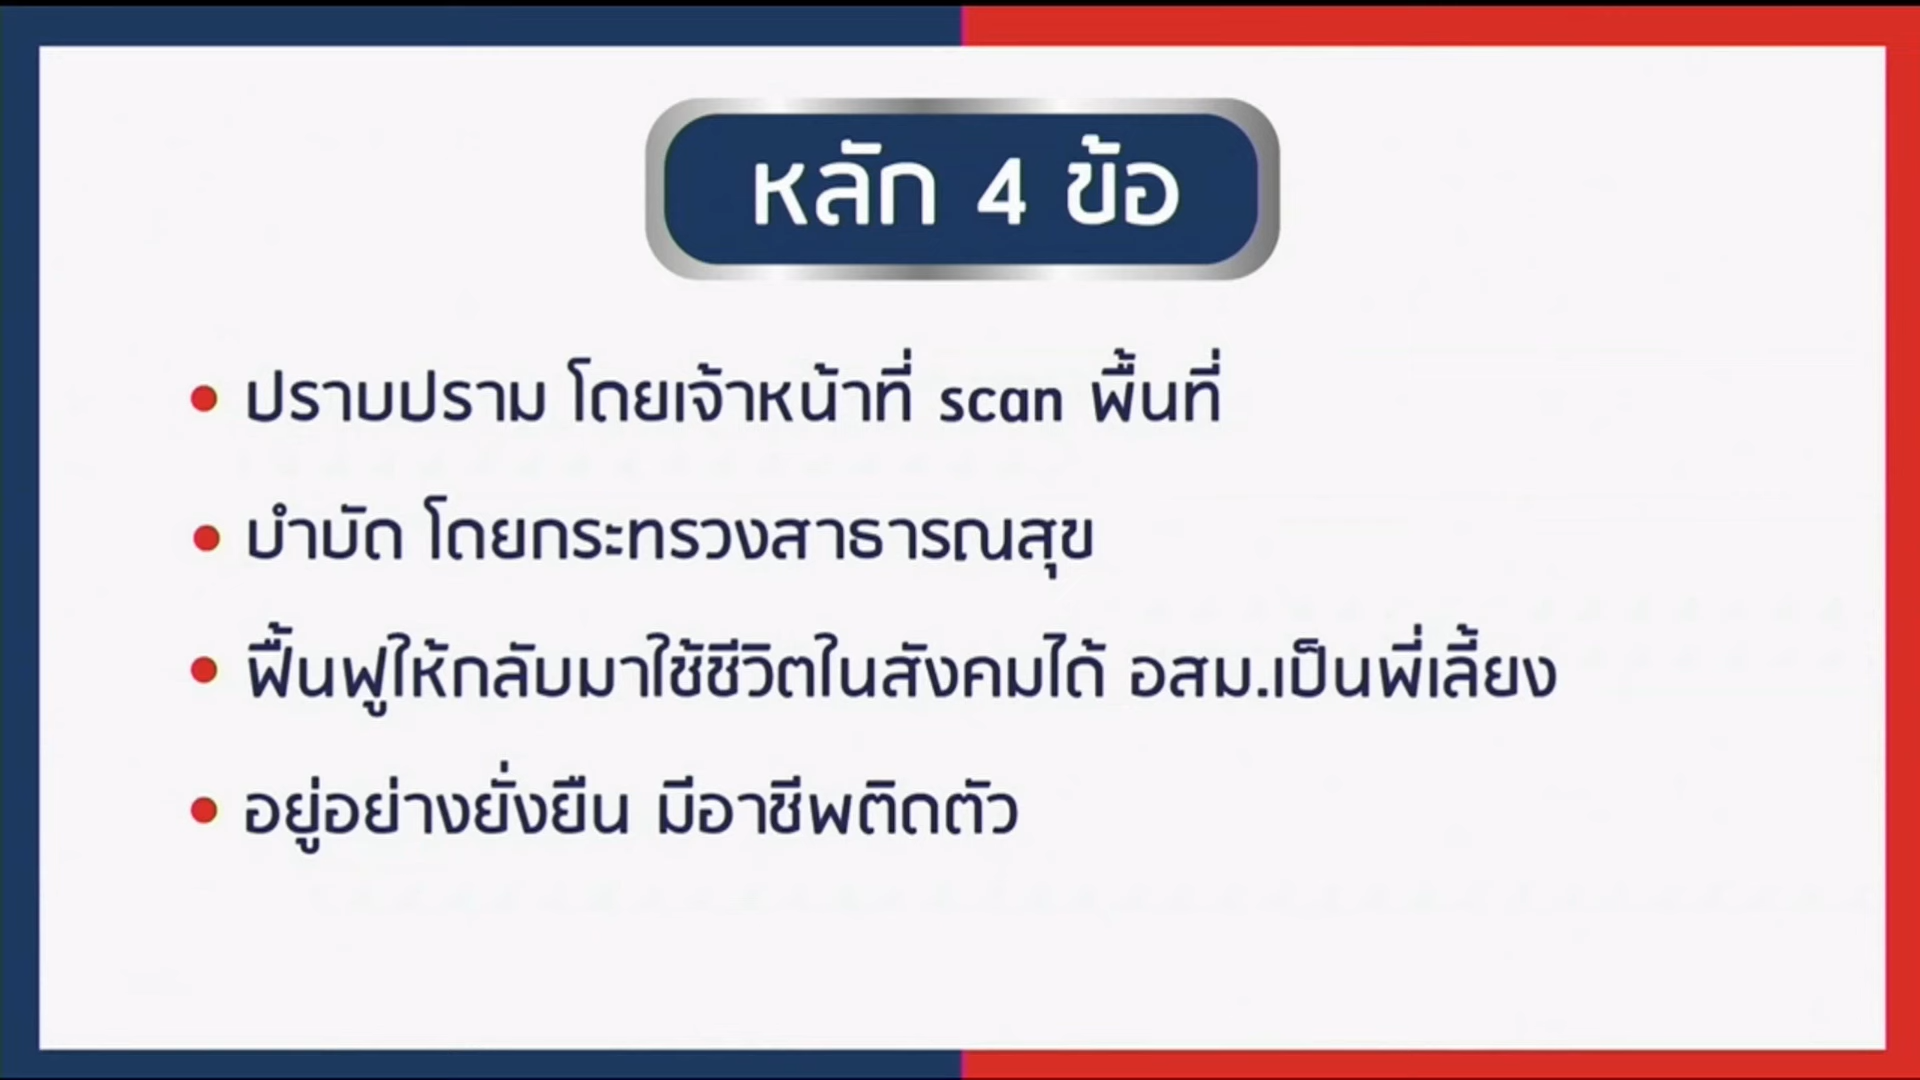 หลัก 4 ข้อ
ปราบปราม โดยเจ้าหน้าที่ scan พื้นที่
บำบัด โดยกระทรวงสาธารณสุข
ฟื้นฟูให้กลับมาใช้ชีวิตในสังคมได้ อสม.เป็นพี่เลี้ยง
อยู่อย่างยั่งยืน มีอาชีพติดตัว